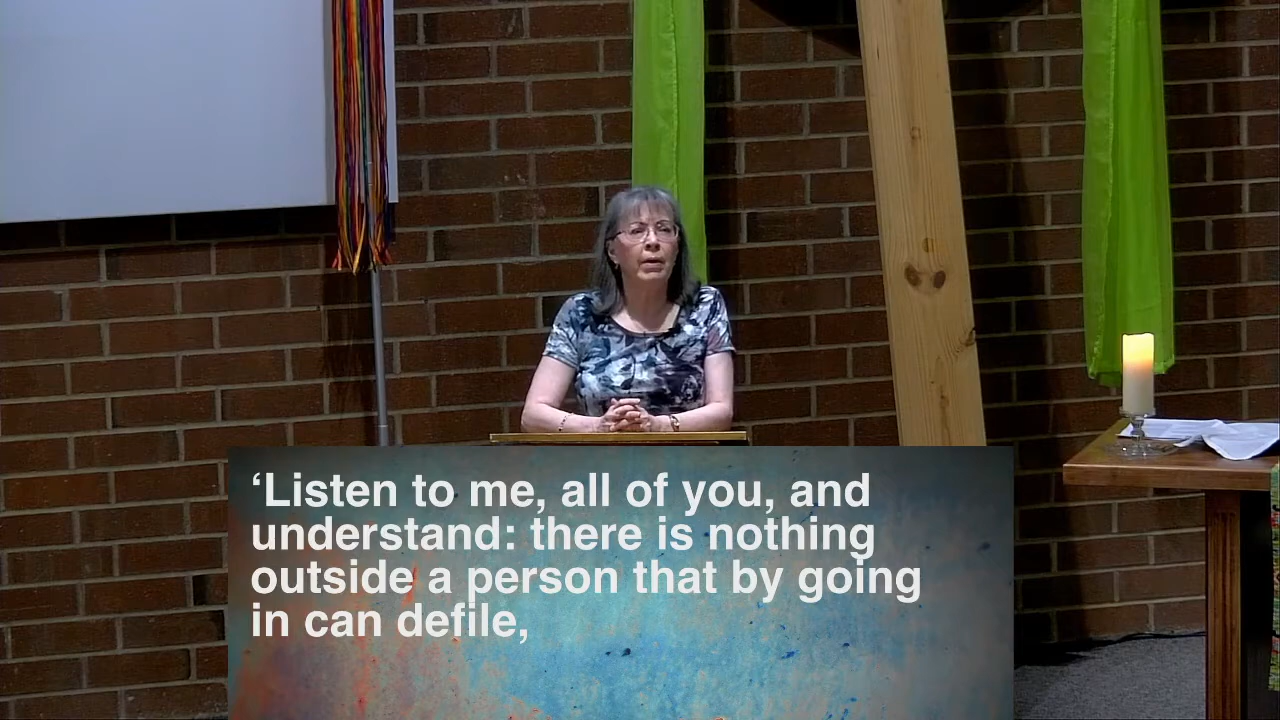 ‘Listen to me, all of you, and
understand: there is nothing
outside a person that by going
in can defile,